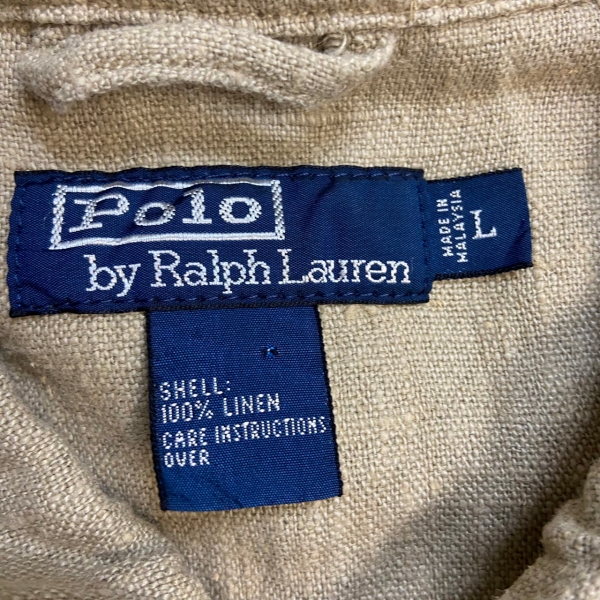 Polo
by Ralph Lauren
MADE IN
MALAYSIA
L
SHELL:
100% LINEN
CARE INSTRUCTIONS
OVER